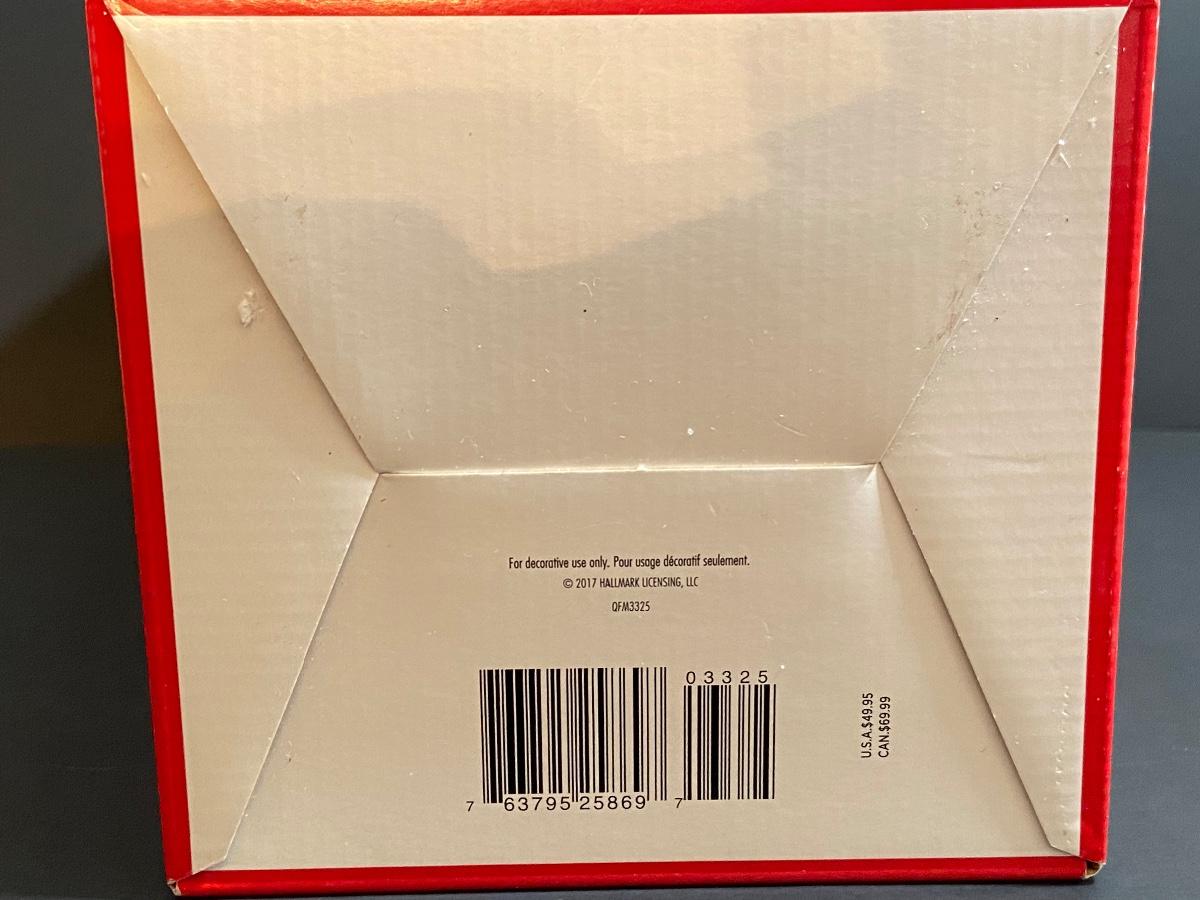 For decorative use only. Pour usage décoratif seulement.
© 2017 HALLMARK LICENSING, LLC
QFM3325
03325
7 63795 25869 7
U.S.A.$49.95
CAN.$69.99